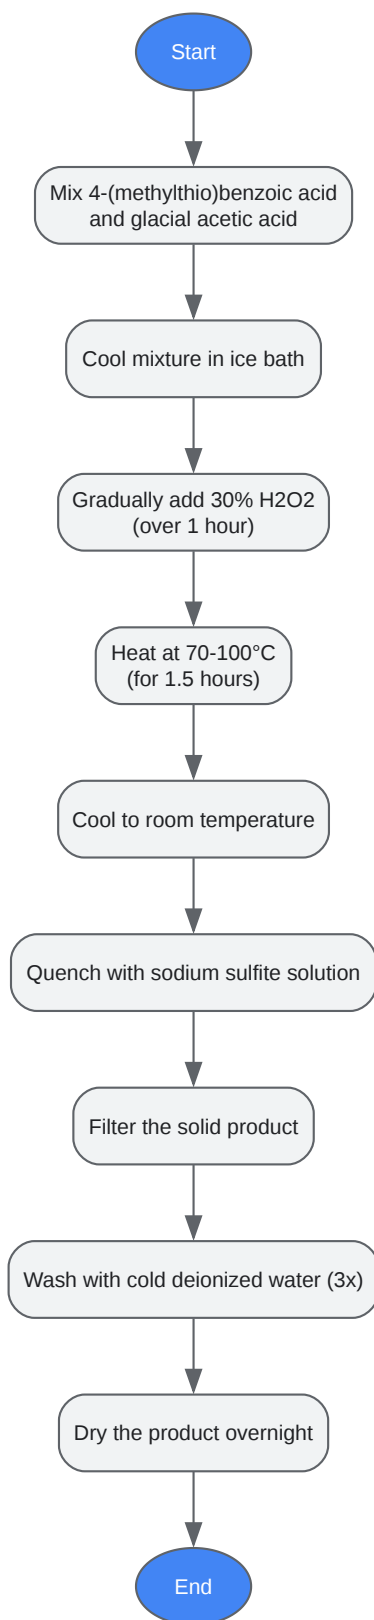 Start
Mix 4-(methylthio)benzoic acid
and glacial acetic acid
Cool mixture in ice bath
Gradually add 30% H2O2
(over 1 hour)
Heat at 70-100°C
(for 1.5 hours)
Cool to room temperature
Quench with sodium sulfite solution
Filter the solid product
Wash with cold deionized water (3x)
Dry the product overnight
End